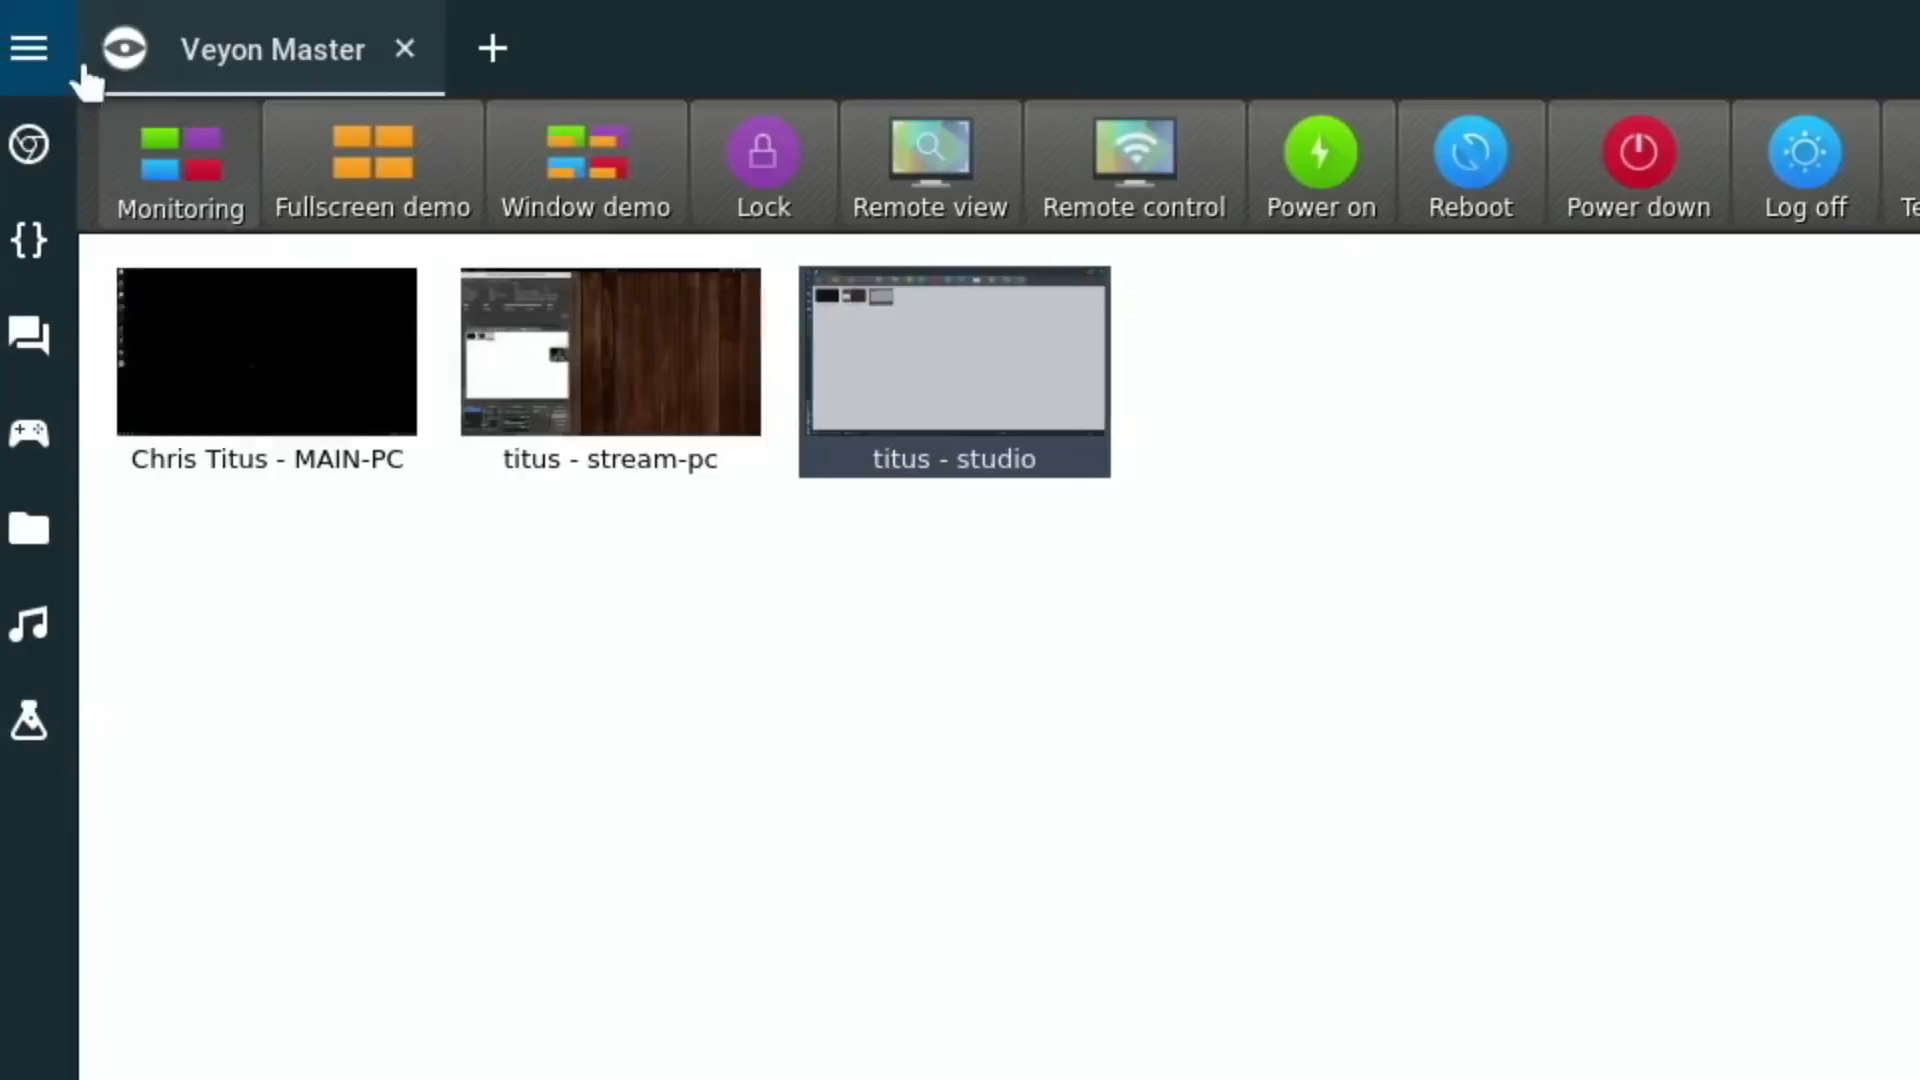 Veyon Master
Monitoring
Fullscreen demo
Window demo
Lock
Remote view
Remote control
Power on
Reboot
Power down
Log off
Te
Chris Titus - MAIN-PC
titus - stream-pc
titus - studio